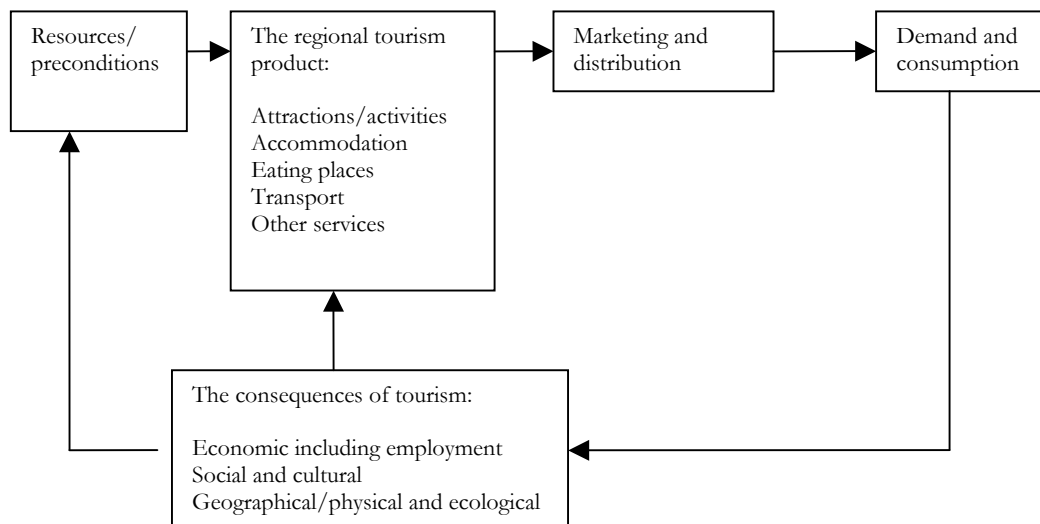 Resources/
preconditions
The regional tourism
product:
Attractions/activities
Accommodation
Eating places
Transport
Other services
Marketing and
distribution
Demand and
consumption
The consequences of tourism:
Economic including employment
Social and cultural
Geographical/physical and ecological